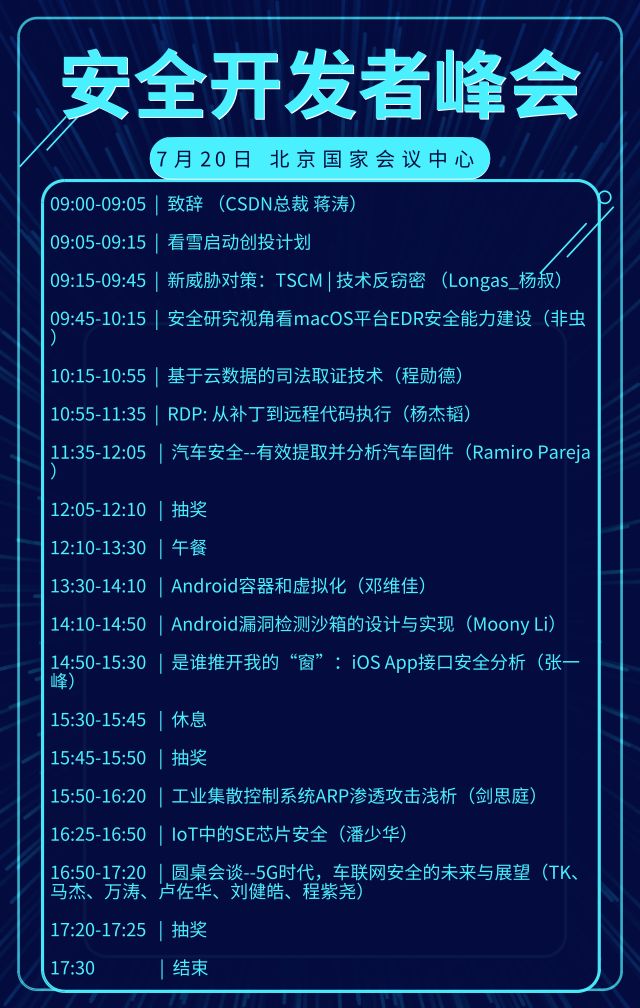 安全开发者峰会
7月20日 北京国家会议中心
09:00-09:05 | 致辞 （CSDN总裁 蒋涛）
09:05-09:15 | 看雪启动创投计划
09:15-09:45 | 新威胁对策：TSCM | 技术反窃密 （Longas_杨叔）
09:45-10:15 | 安全研究视角看macOS平台EDR安全能力建设（非虫
）
10:15-10:55 | 基于云数据的司法取证技术（程勋德）
10:55-11:35 | RDP: 从补丁到远程代码执行（杨杰韬）
11:35-12:05 | 汽车安全--有效提取并分析汽车固件（Ramiro Pareja
）
12:05-12:10 | 抽奖
12:10-13:30 | 午餐
13:30-14:10 | Android容器和虚拟化（邓维佳）
14:10-14:50 | Android漏洞检测沙箱的设计与实现（Moony Li）
14:50-15:30 | 是谁推开我的“窗”：iOS App接口安全分析（张一
峰）
15:30-15:45 | 休息
15:45-15:50 | 抽奖
15:50-16:20 | 工业集散控制系统ARP渗透攻击浅析（剑思庭）
16:25-16:50 | IoT中的SE芯片安全（潘少华）
16:50-17:20 | 圆桌会谈--5G时代，车联网安全的未来与展望（TK、
马杰、万涛、卢佐华、刘健皓、程紫尧）
17:20-17:25 | 抽奖
17:30 | 结束